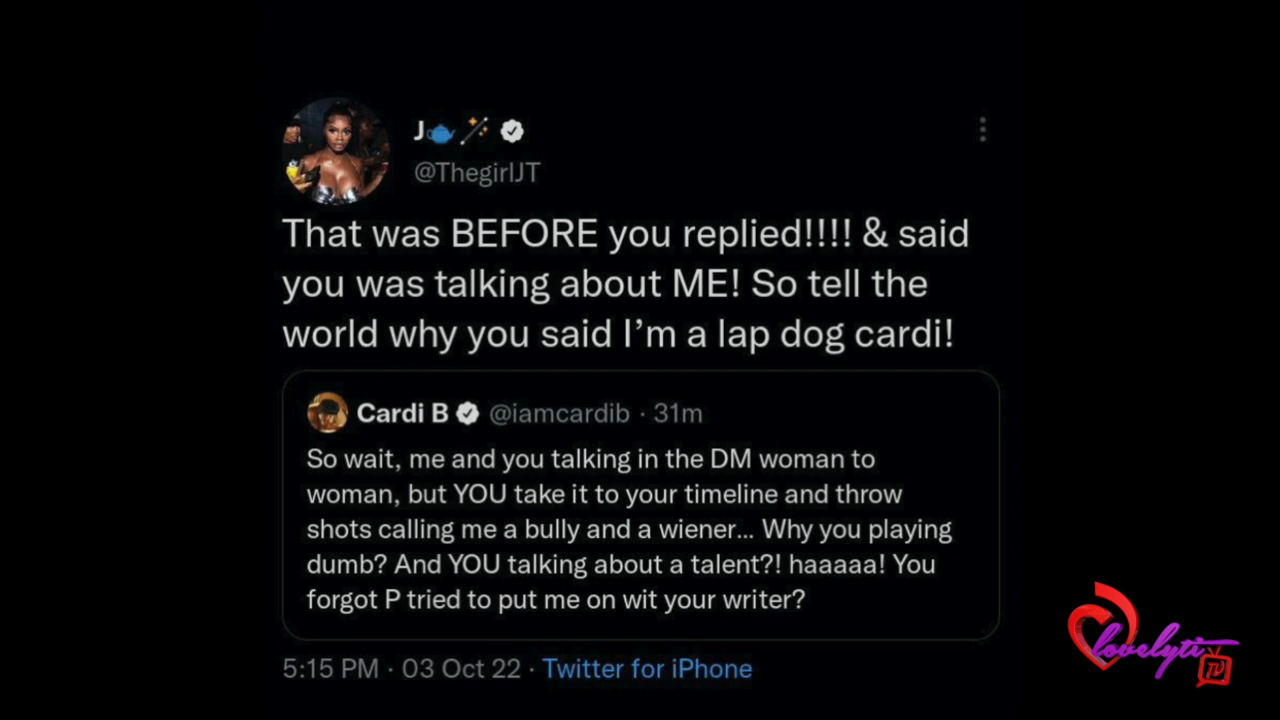 J
@ThegirlJT
That was BEFORE you replied!!!! & said
you was talking about ME! So tell the
world why you said I’m a lap dog cardi!
Cardi B @iamcardib · 31m
So wait, me and you talking in the DM woman to
woman, but YOU take it to your timeline and throw
shots calling me a bully and a wiener... Why you playing
dumb? And YOU talking about a talent?! haaaaa! You
forgot P tried to put me on wit your writer?
5:15 PM · 03 Oct 22 · Twitter for iPhone
lovelyti
TV